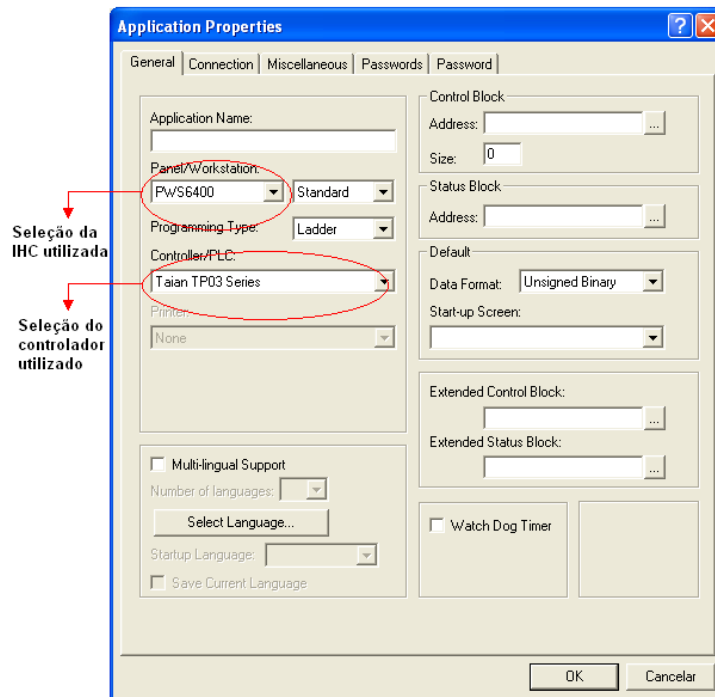 Application Properties
General
Connection
Miscellaneous
Passwords
Password
Application Name:
Panel/Workstation:
PWS6400
Standard
Programming Type:
Ladder
Controller/PLC:
Taian TP03 Series
Printer:
None
Multi-lingual Support
Number of languages:
Select Language...
Startup Language:
Save Current Language
Control Block
Address:
...
Size:
0
Status Block
Address:
...
Default
Data Format:
Unsigned Binary
Start-up Screen:
Extended Control Block:
...
Extended Status Block:
...
Watch Dog Timer
OK
Cancelar
Seleção da
IHC utilizada
Seleção do
controlador
utilizado